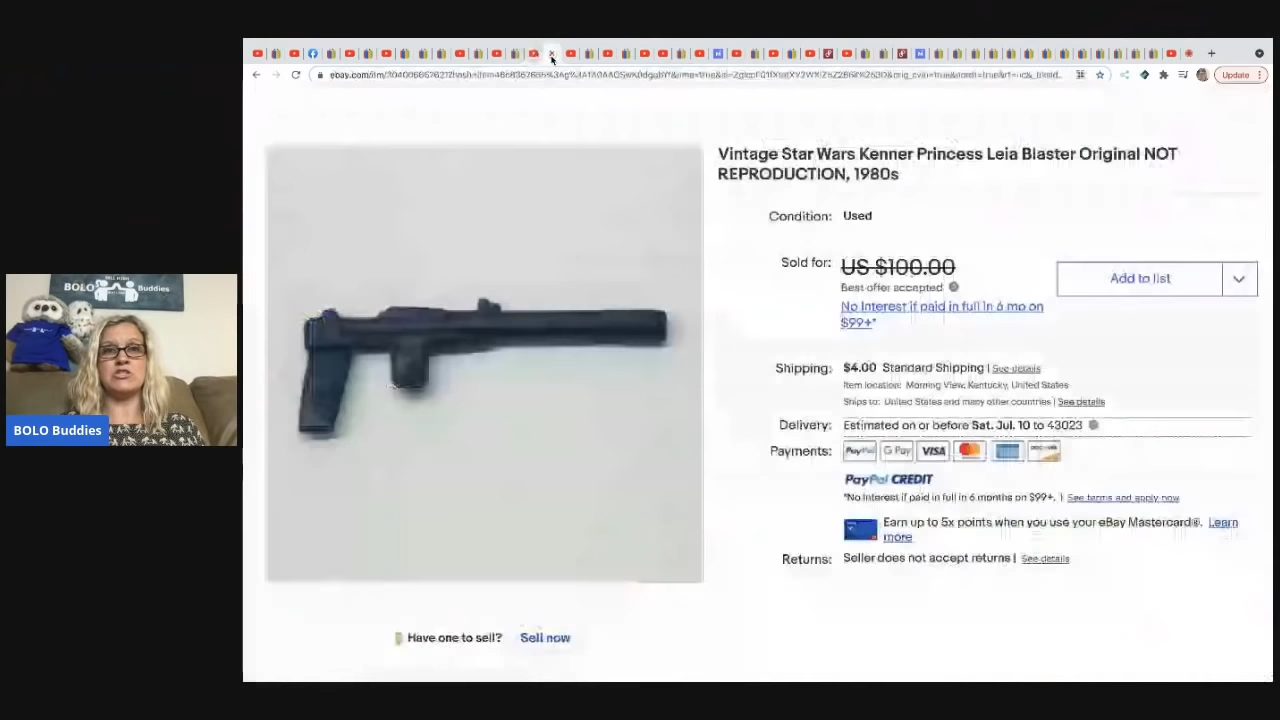 Update
Vintage Star Wars Kenner Princess Leia Blaster Original NOT
REPRODUCTION, 1980s
Condition: Used
Sold for: US $100.00
Best offer accepted
No Interest if paid in full in 6 mo on
$99+*
Add to list
Shipping: $4.00 Standard Shipping | See details
Item location: Morning View, Kentucky, United States
Ships to: United States and many other countries | See details
Delivery: Estimated on or before Sat. Jul. 10 to 43023
Payments: PayPal G Pay VISA
PayPal CREDIT
*No Interest if paid in full in 6 months on $99+. | See terms and apply now
Earn up to 5x points when you use your eBay Mastercard®. Learn
more
Returns: Seller does not accept returns | See details
Have one to sell? Sell now
BOLO Buddies
BOLO Buddies